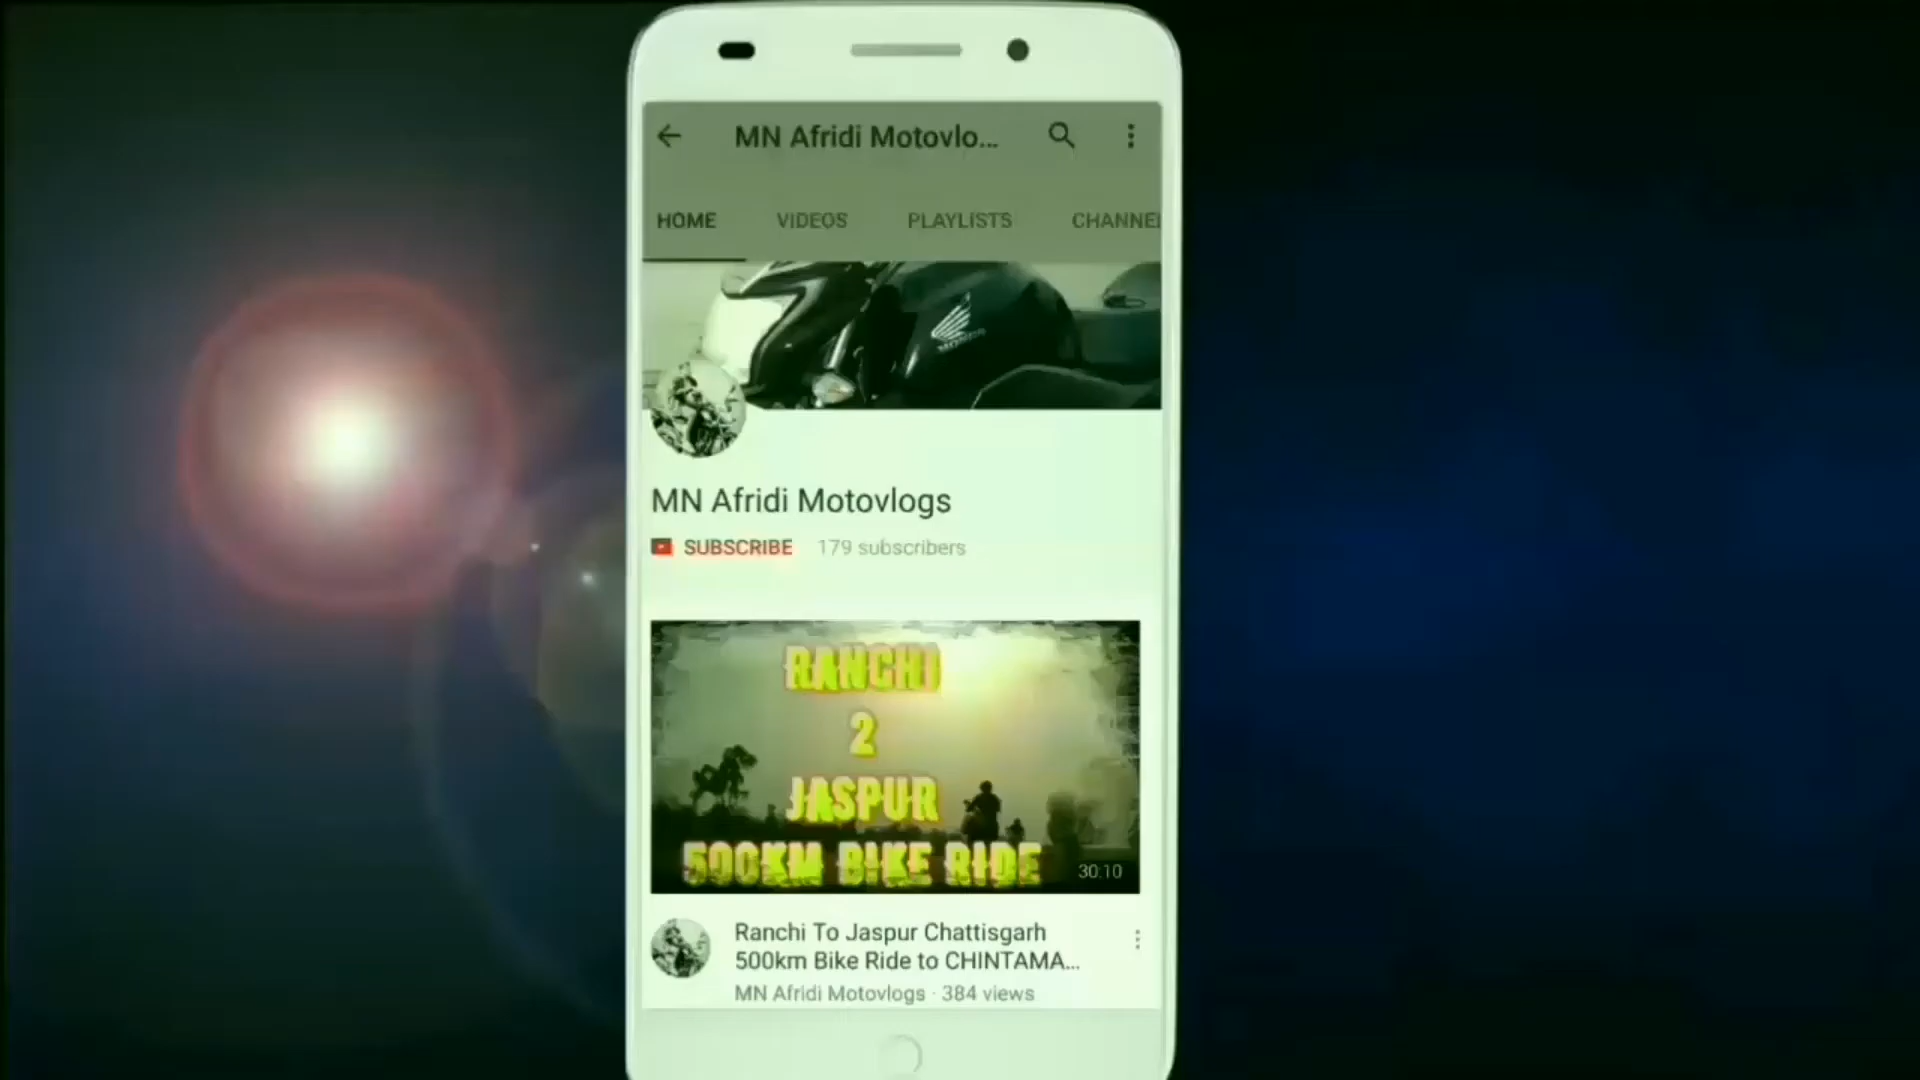 MN Afridi Motovlo...
HOME VIDEOS PLAYLISTS CHANNEL
HONDA
MN Afridi Motovlogs
SUBSCRIBE 179 subscribers
RANCHI
2
JASPUR
500KM BIKE RIDE
30:10
Ranchi To Jaspur Chattisgarh
500km Bike Ride to CHINTAMA...
MN Afridi Motovlogs · 384 views